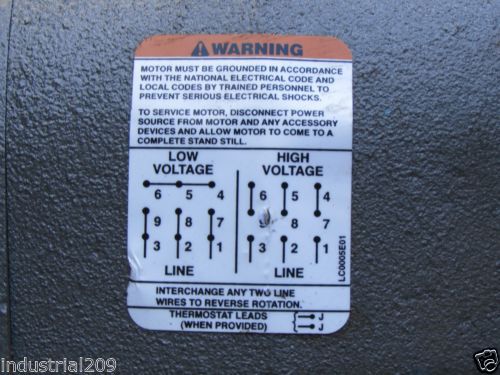 WARNING
MOTOR MUST BE GROUNDED IN ACCORDANCE
WITH THE NATIONAL ELECTRICAL CODE AND
LOCAL CODES BY TRAINED PERSONNEL TO
PREVENT SERIOUS ELECTRICAL SHOCKS.
TO SERVICE MOTOR, DISCONNECT POWER
SOURCE FROM MOTOR AND ANY ACCESSORY
DEVICES AND ALLOW MOTOR TO COME TO A
COMPLETE STAND STILL.
LOW
VOLTAGE
6 5 4
9 8 7
3 2 1
LINE
HIGH
VOLTAGE
6 5 4
9 8 7
3 2 1
LINE
LC0005E01
INTERCHANGE ANY TWO LINE
WIRES TO REVERSE ROTATION.
THERMOSTAT LEADS J
(WHEN PROVIDED) J
industrial209